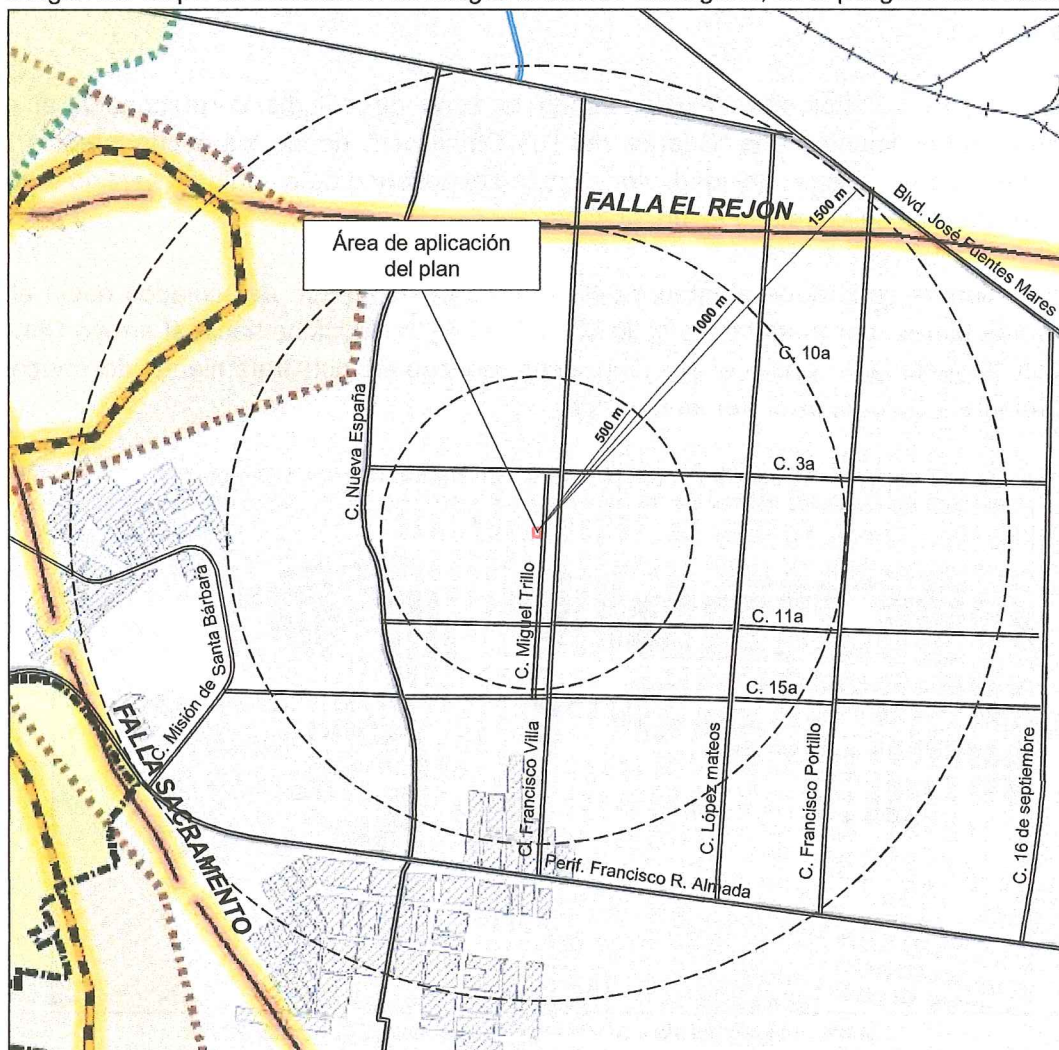 FALLA EL REJON
1500 m
Blvd. José Fuentes Mares
Área de aplicación
del plan
1000 m
C. 10a
500 m
C. Nueva España
C. 3a
C. Miguel Trillo
C. Misión de Santa Bárbara
C. 11a
C. 15a
FALLA SACRAMENTO
Cl. Francisco Villa
C. López mateos
C. Francisco Portillo
C. 16 de septiembre
Perif. Francisco R. Almada